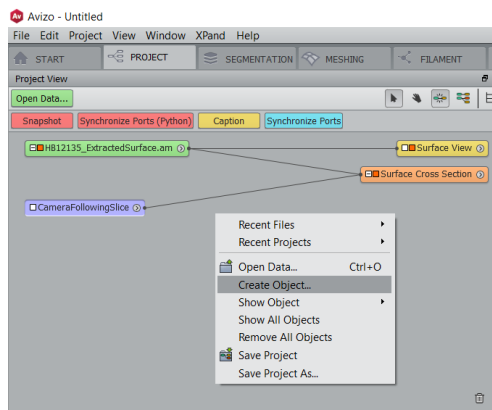 Avizo - Untitled
File Edit Project View Window XPand Help
START PROJECT SEGMENTATION MESHING FILAMENT
Project View
Open Data...
Snapshot Synchronize Ports (Python) Caption Synchronize Ports
HB12135_ExtractedSurface.am Surface View
Surface Cross Section
CameraFollowingSlice
Recent Files
Recent Projects
Open Data... Ctrl+O
Create Object...
Show Object
Show All Objects
Remove All Objects
Save Project
Save Project As...